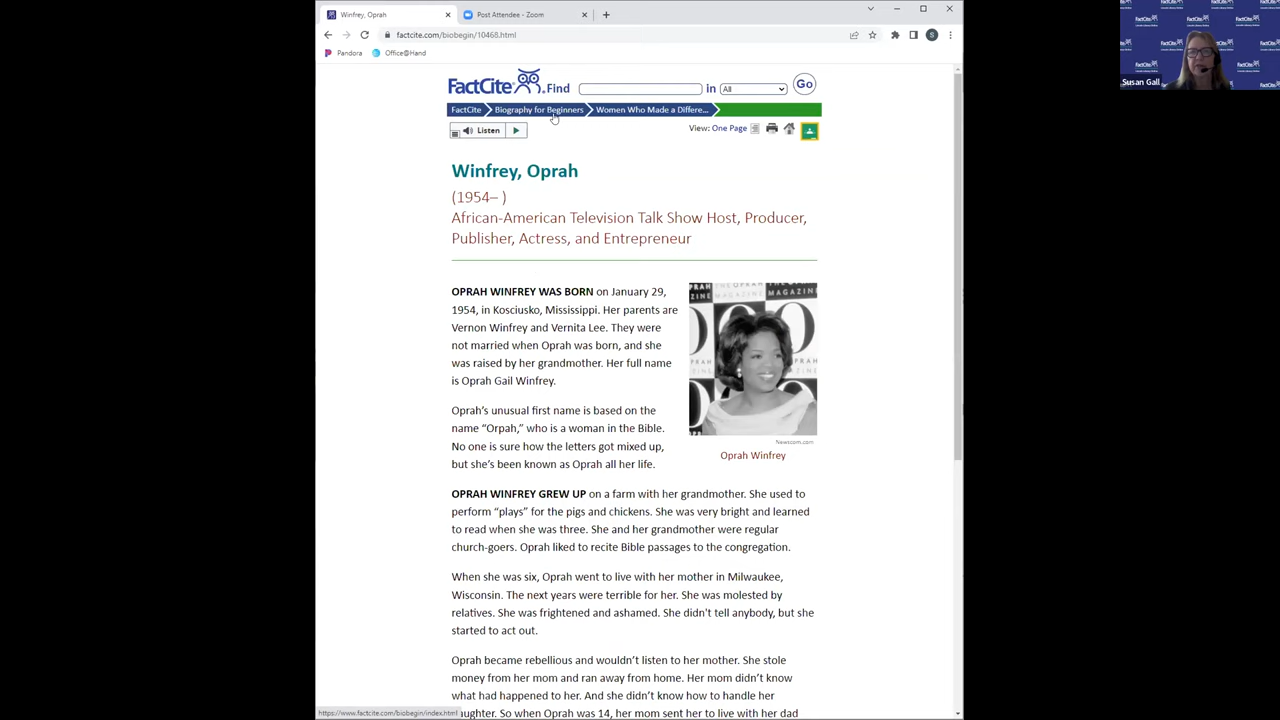 Winfrey, Oprah
Post Attendee - Zoom
factcite.com/biobegin/10468.html
Pandora
Office@Hand
FactCite
Find
in
All
Go
FactCite
Biography for Beginners
Women Who Made a Differe...
Listen
View: One Page
Winfrey, Oprah
(1954– )
African-American Television Talk Show Host, Producer,
Publisher, Actress, and Entrepreneur
OPRAH WINFREY WAS BORN on January 29,
1954, in Kosciusko, Mississippi. Her parents are
Vernon Winfrey and Vernita Lee. They were
not married when Oprah was born, and she
was raised by her grandmother. Her full name
is Oprah Gail Winfrey.
Oprah's unusual first name is based on the
name “Orpah,” who is a woman in the Bible.
No one is sure how the letters got mixed up,
but she's been known as Oprah all her life.
Newscom.com
Oprah Winfrey
OPRAH WINFREY GREW UP on a farm with her grandmother. She used to
perform “plays” for the pigs and chickens. She was very bright and learned
to read when she was three. She and her grandmother were regular
church-goers. Oprah liked to recite Bible passages to the congregation.
When she was six, Oprah went to live with her mother in Milwaukee,
Wisconsin. The next years were terrible for her. She was molested by
relatives. She was frightened and ashamed. She didn't tell anybody, but she
started to act out.
Oprah became rebellious and wouldn't listen to her mother. She stole
money from her mom and ran away from home. Her mom didn't know
what had happened to her. And she didn't know how to handle her
aughter. So when Oprah was 14, her mom sent her to live with her dad
https://www.factcite.com/biobegin/index.html
Susan Gall
FactCite